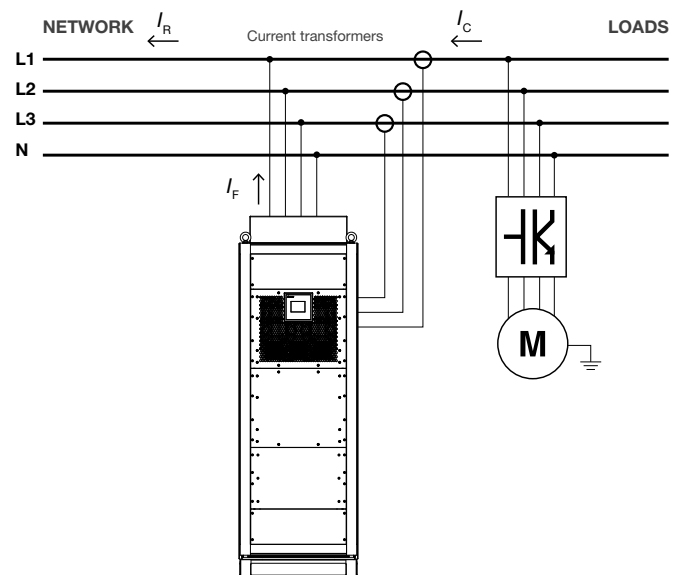 NETWORK
I_R
Current transformers
I_C
LOADS
L1
L2
L3
N
I_F
M